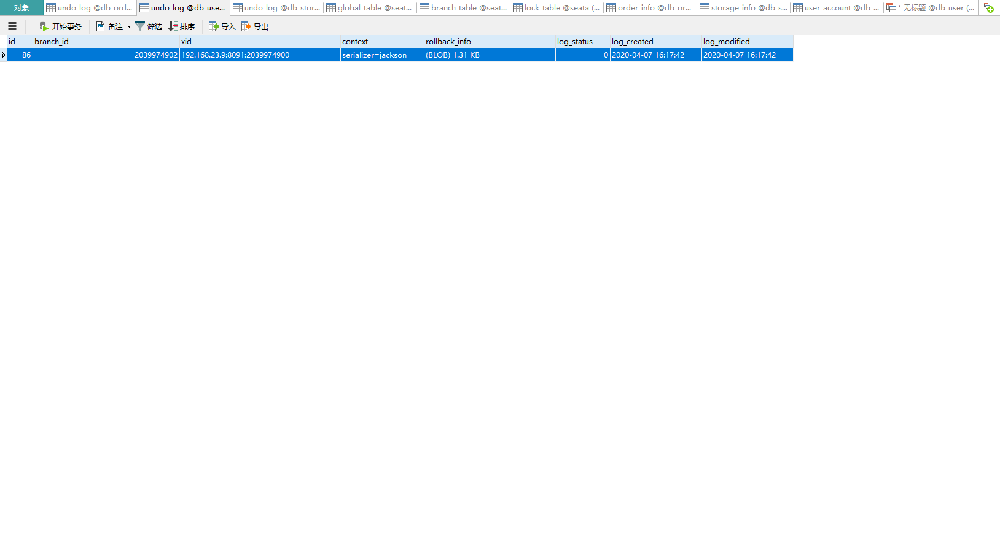 对象 undo_log @db_ord... undo_log @db_use... undo_log @db_stor... global_table @seat... branch_table @seat... lock_table @seata (... order_info @db_or... storage_info @db_s... user_account @db_... * 无标题 @db_user (...
开始事务 备注 筛选 排序 导入 导出
id branch_id xid context rollback_info log_status log_created log_modified
86 2039974902 192.168.23.9:8091:2039974900 serializer=jackson (BLOB) 1.31 KB 0 2020-04-07 16:17:42 2020-04-07 16:17:42